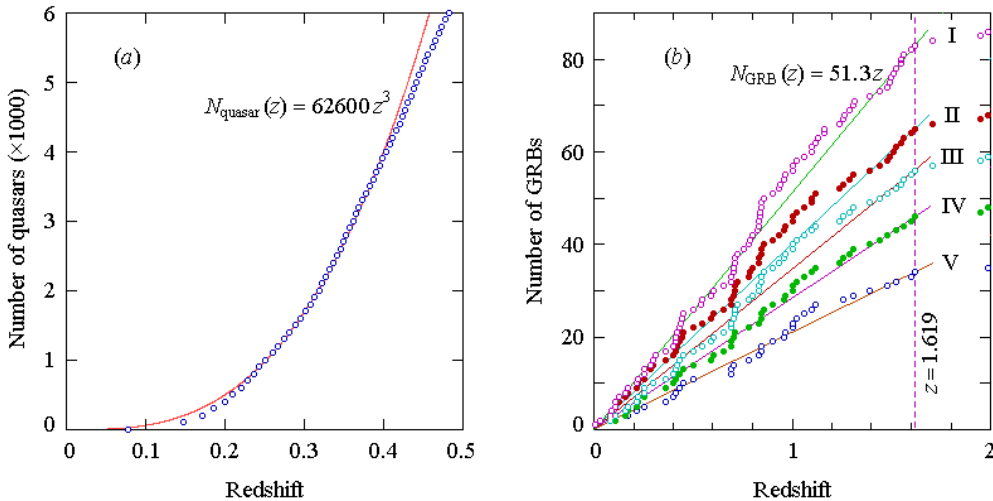 (a)
N_quasar (z) = 62600 z^3
Number of quasars (×1000)
6
5
4
3
2
1
0
0 0.1 0.2 0.3 0.4 0.5
Redshift
(b)
N_GRB (z) = 51.3z
I
II
III
IV
V
z = 1.619
Number of GRBs
80
60
40
20
0
0 1 2
Redshift